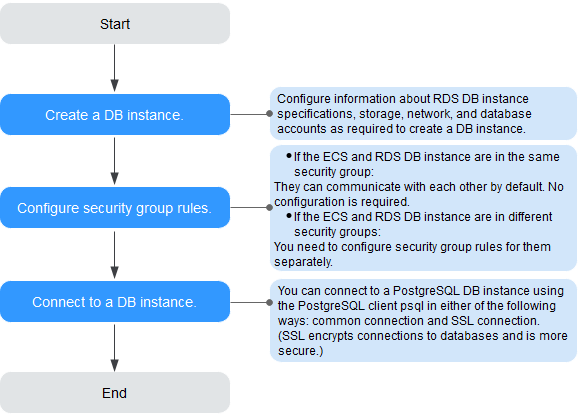 Start
Create a DB instance.
Configure information about RDS DB instance
specifications, storage, network, and database
accounts as required to create a DB instance.
Configure security group rules.
•If the ECS and RDS DB instance are in the same
security group:
They can communicate with each other by default. No
configuration is required.
•If the ECS and RDS DB instance are in different
security groups:
You need to configure security group rules for them
separately.
Connect to a DB instance.
You can connect to a PostgreSQL DB instance using
the PostgreSQL client psql in either of the following
ways: common connection and SSL connection.
(SSL encrypts connections to databases and is more
secure.)
End